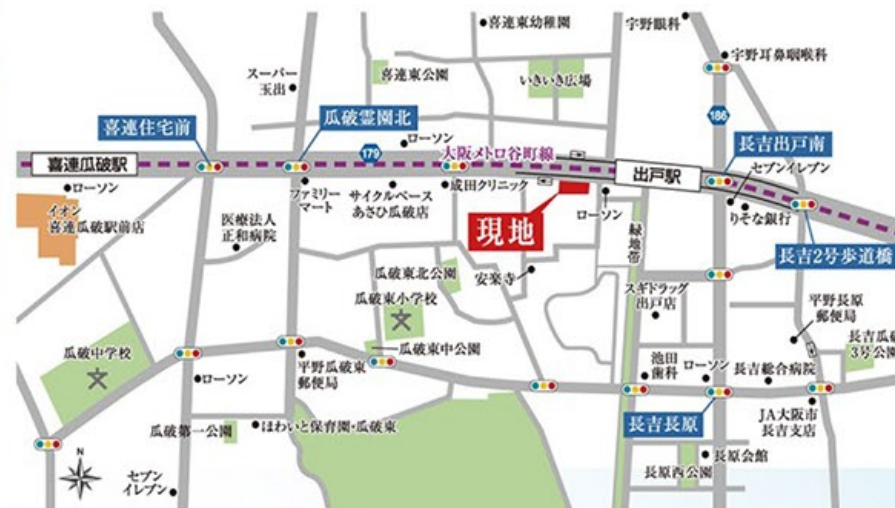 喜連東幼稚園
宇野眼科
宇野耳鼻咽喉科
スーパー
玉出
喜連東公園
いきいき広場
186
喜連住宅前
瓜破霊園北
ローソン
179
大阪メトロ谷町線
長吉出戸南
セブンイレブン
喜連瓜破駅
出戸駅
ローソン
ファミリー
マート
サイクルベース
あさひ瓜破店
成田クリニック
ローソン
りそな銀行
イオン
喜連瓜破駅前店
医療法人
正和病院
現地
緑地帯
長吉2号歩道橋
瓜破東北公園
安楽寺
スギドラッグ
出戸店
瓜破東小学校
平野長原
郵便局
瓜破中学校
瓜破東中公園
長吉瓜破
3号公園
ローソン
平野瓜破東
郵便局
池田
歯科
ローソン
長吉総合病院
瓜破第一公園
ほわいと保育園・瓜破東
長吉長原
JA大阪市
長吉支店
N
セブン
イレブン
長原会館
長原西公園